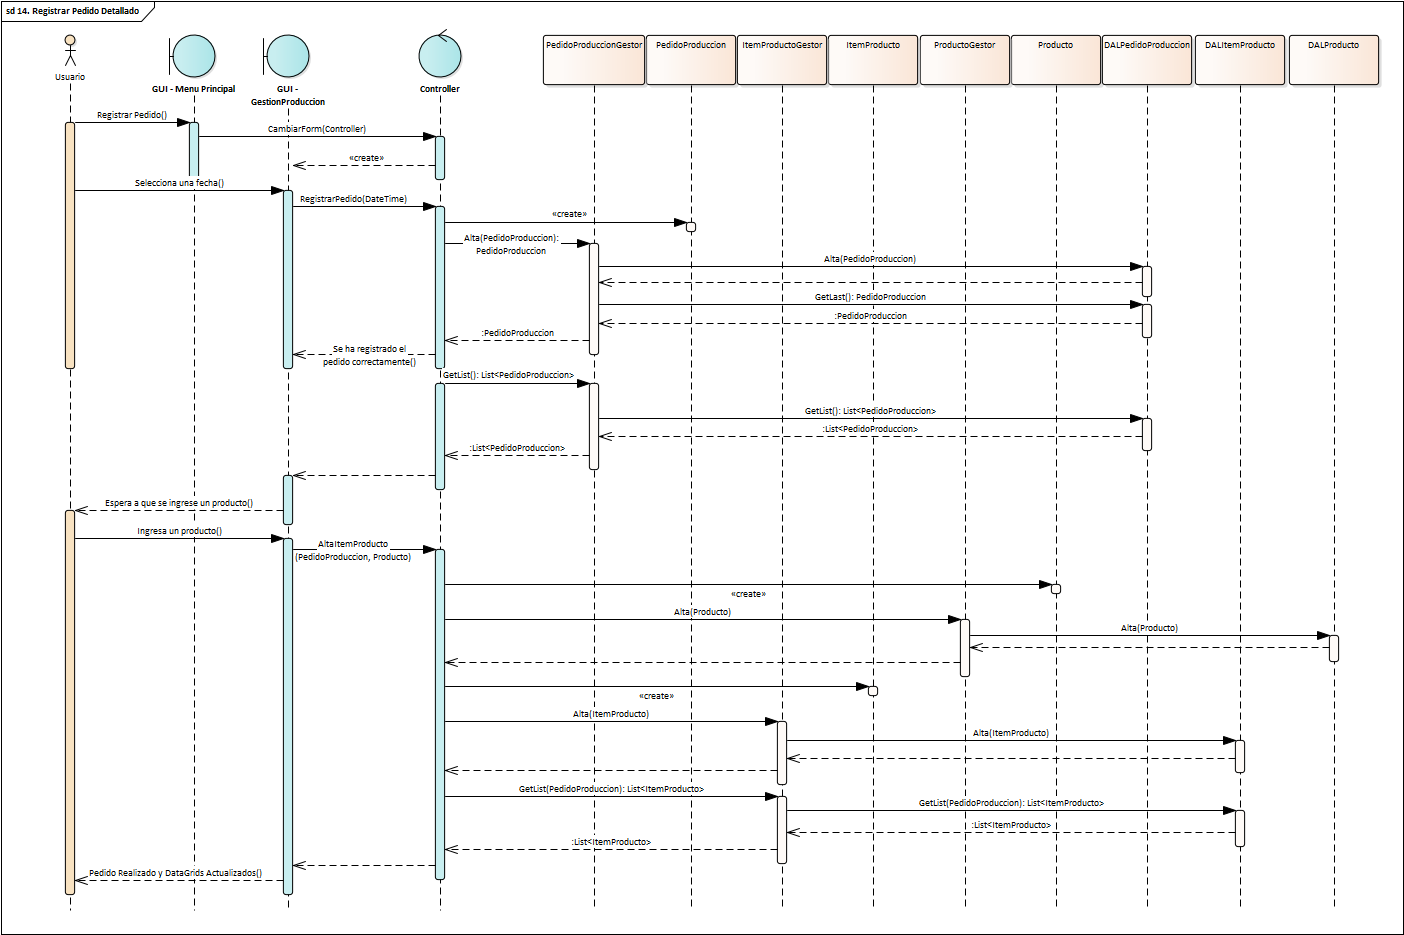 sd 14. Registrar Pedido Detallado
Usuario
GUI - Menu Principal
GUI -
GestionProduccion
Controller
PedidoProduccionGestor
PedidoProduccion
ItemProductoGestor
ItemProducto
ProductoGestor
Producto
DALPedidoProduccion
DALItemProducto
DALProducto
Registrar Pedido()
CambiarForm(Controller)
«create»
Selecciona una fecha()
RegistrarPedido(DateTime)
«create»
Alta(PedidoProduccion):
PedidoProduccion
Alta(PedidoProduccion)
GetLast(): PedidoProduccion
:PedidoProduccion
:PedidoProduccion
Se ha registrado el
pedido correctamente()
GetList(): List<PedidoProduccion>
GetList(): List<PedidoProduccion>
:List<PedidoProduccion>
:List<PedidoProduccion>
Espera a que se ingrese un producto()
Ingresa un producto()
AltaItemProducto
(PedidoProduccion, Producto)
«create»
Alta(Producto)
Alta(Producto)
«create»
Alta(ItemProducto)
Alta(ItemProducto)
GetList(PedidoProduccion): List<ItemProducto>
GetList(PedidoProduccion): List<ItemProducto>
:List<ItemProducto>
:List<ItemProducto>
Pedido Realizado y DataGrids Actualizados()